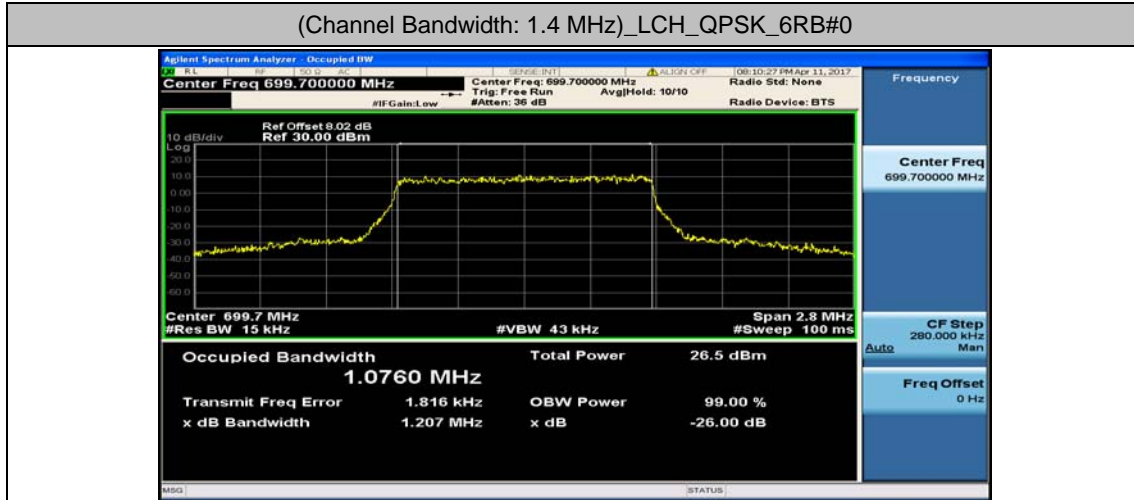 (Channel Bandwidth: 1.4 MHz)_LCH_QPSK_6RB#0
Agilent Spectrum Analyzer - Occupied BW
RL RF 50 Ω AC SENSE:INT ALIGN OFF 08:10:27 PM Apr 11, 2017
Center Freq 699.700000 MHz
Center Freq: 699.700000 MHz
Radio Std: None
Trig: Free Run Avg|Hold: 10/10
#IFGain:Low
#Atten: 36 dB
Radio Device: BTS
Frequency
Ref Offset 8.02 dB
10 dB/div Ref 30.00 dBm
Log
20.0
10.0
0.00
-10.0
-20.0
-30.0
-40.0
-50.0
-60.0
Center Freq
699.700000 MHz
Center 699.7 MHz
Span 2.8 MHz
#Res BW 15 kHz
#VBW 43 kHz
#Sweep 100 ms
CF Step
280.000 kHz
Auto Man
Occupied Bandwidth
1.0760 MHz
Total Power 26.5 dBm
Transmit Freq Error 1.816 kHz
OBW Power 99.00 %
x dB Bandwidth 1.207 MHz
x dB -26.00 dB
Freq Offset
0 Hz
MSG
STATUS